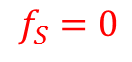 f_S = 0